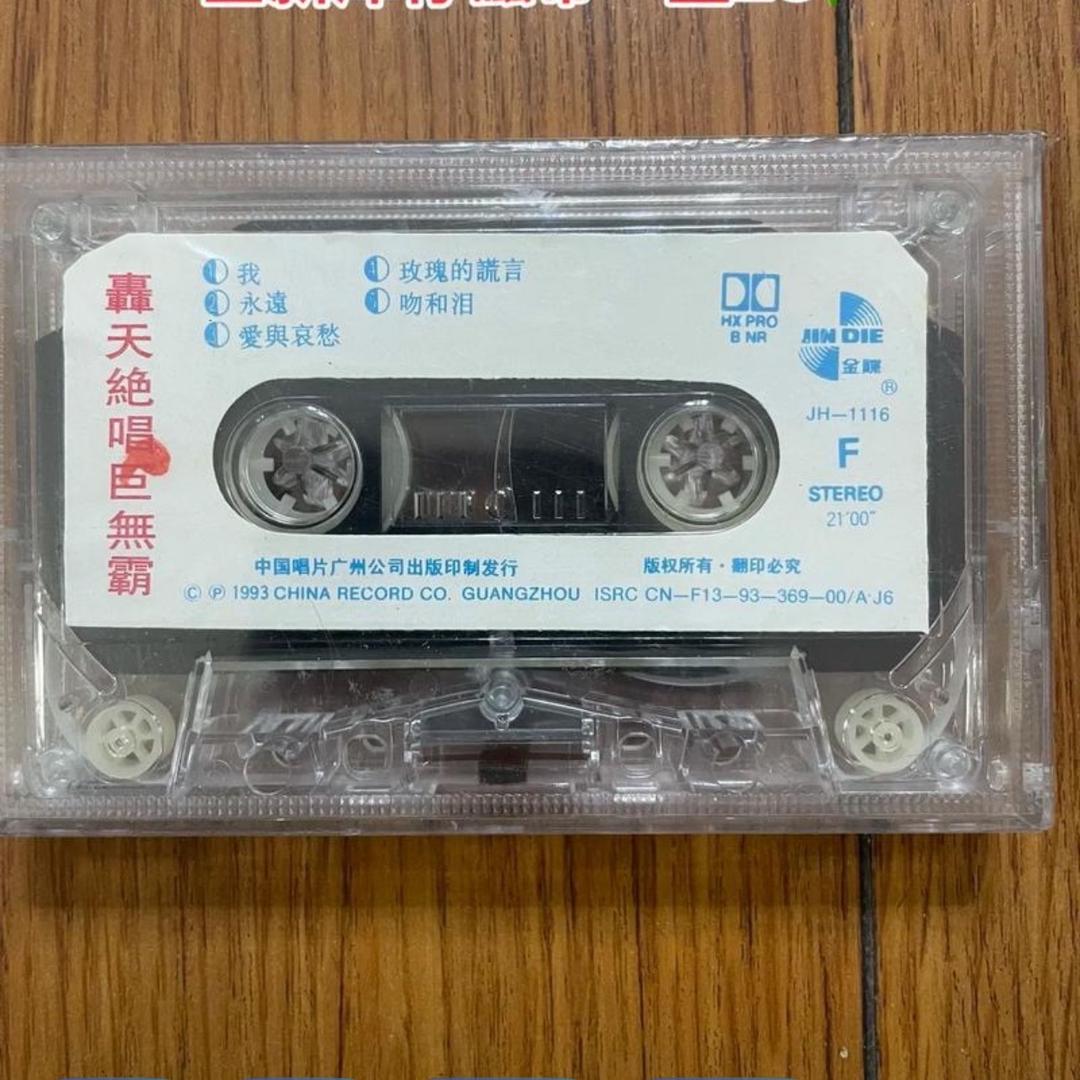 轟天絕唱巨無霸
① 我
② 永遠
③ 愛與哀愁
④ 玫瑰的謊言
⑤ 吻和泪
HX PRO
B NR
JIN DIE
金碟
®
JH—1116
F
STEREO
21′00″
中国唱片广州公司出版印制发行
版权所有·翻印必究
© ℗ 1993 CHINA RECORD CO. GUANGZHOU ISRC CN—F13—93—369—00/A·J6